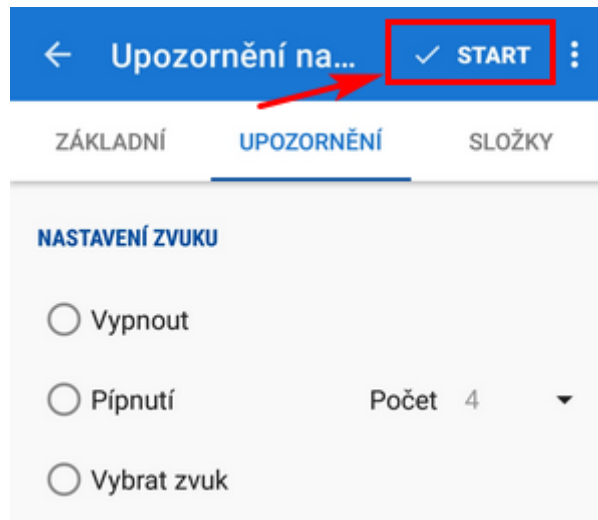 Upozornění na... START
ZÁKLADNÍ UPOZORNĚNÍ SLOŽKY
NASTAVENÍ ZVUKU
Vypnout
Pípnutí Počet 4
Vybrat zvuk